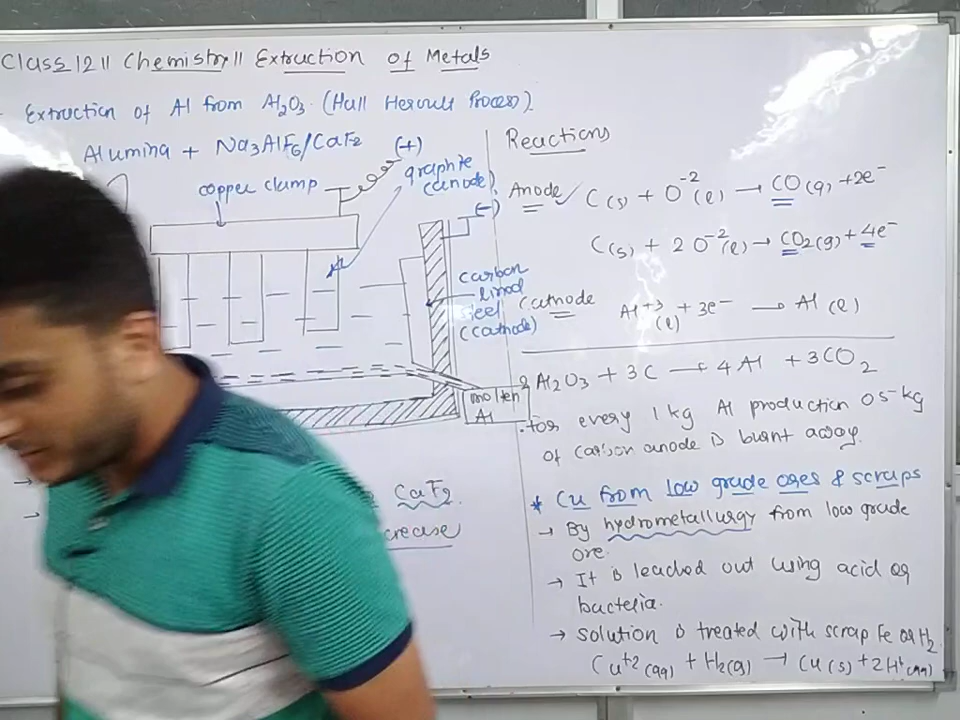 Class 12 || Chemistry || Extraction of Metals
Extraction of Al from Al2O3. (Hall Heroult Process).
Alumina + Na3AlF6/CaF2
(+)
graphite
(anode).
copper clamp
(-)
carbon
lined
steel
(cathode)
molten
Al
CaF2.
crease
Reactions
Anode C(s) + O⁻²(l) → CO(g) + 2e⁻
C(s) + 2O⁻²(l) → CO2(g) + 4e⁻
Cathode Al⁺³(l) + 3e⁻ → Al(l)
2Al2O3 + 3C → 4Al + 3CO2
. For every 1 kg Al production 0.5 kg
of carbon anode is burnt away.
* Cu from low grade ores & scraps
→ By hydrometallurgy from low grade
ore.
→ It is leached out using acid or
bacteria.
→ solution is treated with scrap Fe or H2.
Cu⁺²(aq) + H2(g) → Cu(s) + 2H⁺(aq)